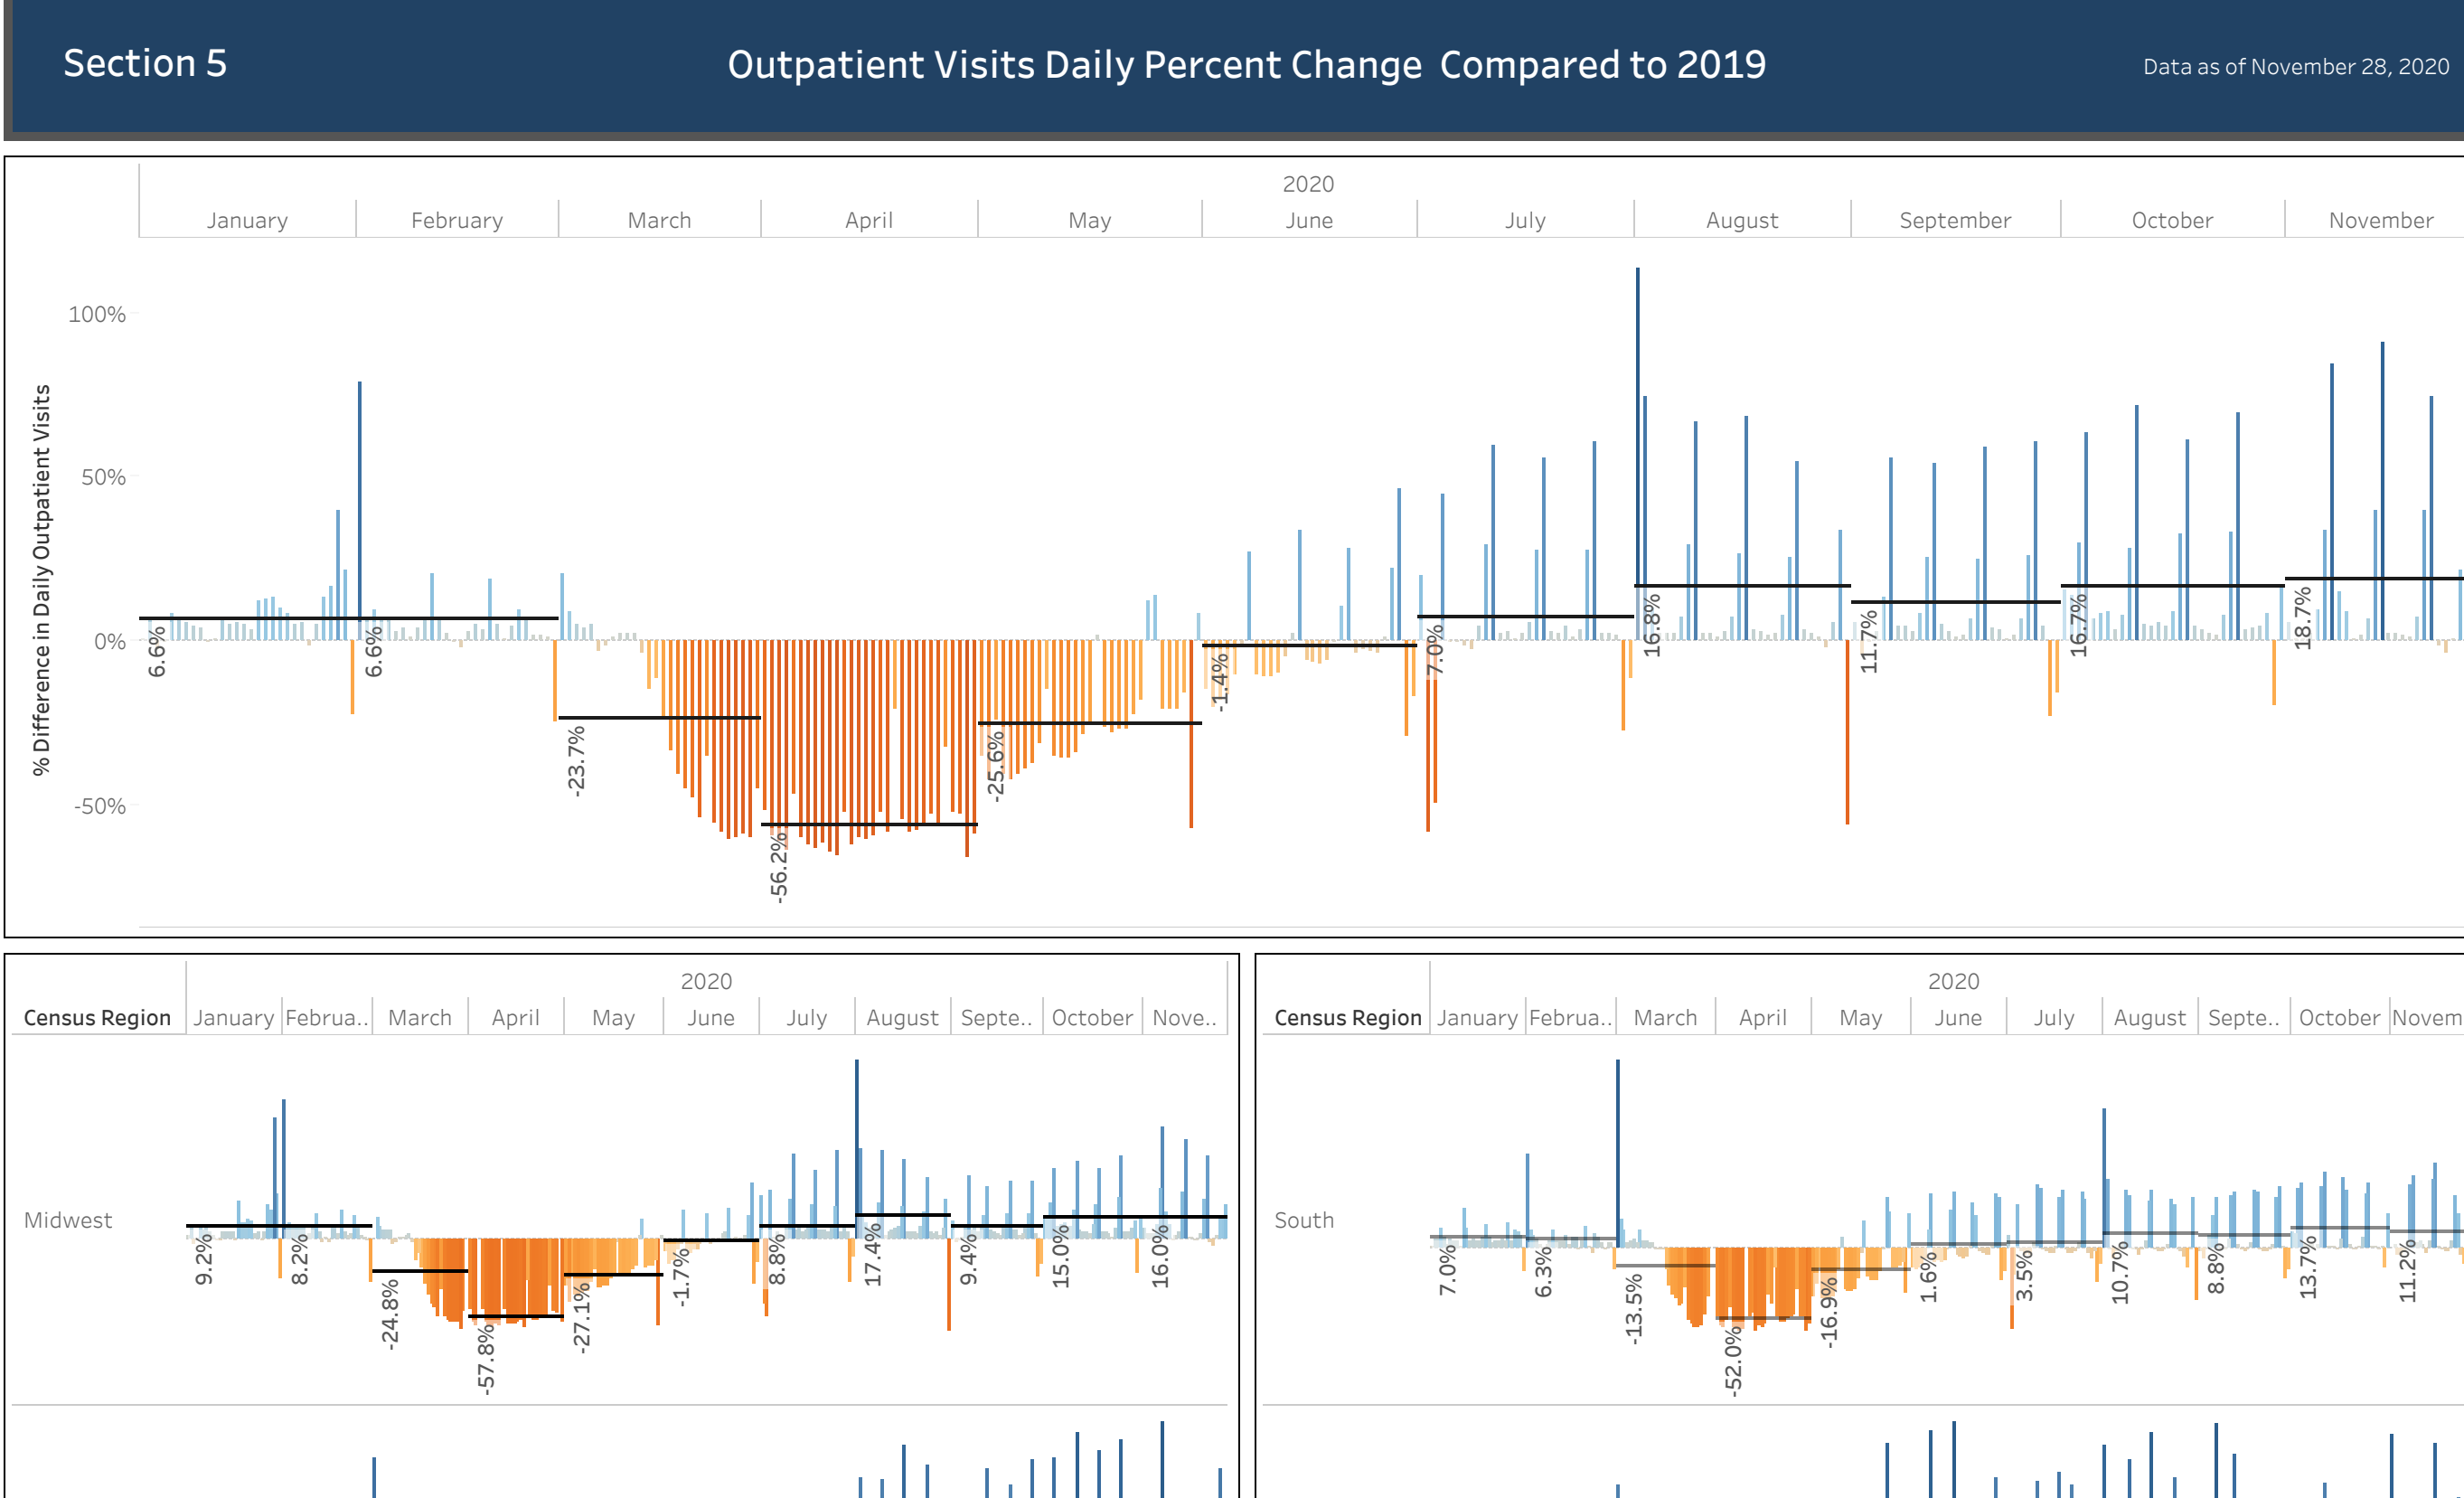 Section 5
Outpatient Visits Daily Percent Change Compared to 2019
Data as of November 28, 2020
2020
January February March April May June July August September October November
% Difference in Daily Outpatient Visits
100%
50%
0%
-50%
6.6% 6.6% -23.7% -56.2% -25.6% -1.4% 7.0% 16.8% 11.7% 16.7% 18.7%
2020
Census Region January Februa.. March April May June July August Septe.. October Nove..
Midwest
9.2% 8.2% -24.8% -57.8% -27.1% -1.7% 8.8% 17.4% 9.4% 15.0% 16.0%
2020
Census Region January Februa.. March April May June July August Septe.. October Novem
South
7.0% 6.3% -13.5% -52.0% -16.9% 1.6% 3.5% 10.7% 8.8% 13.7% 11.2%